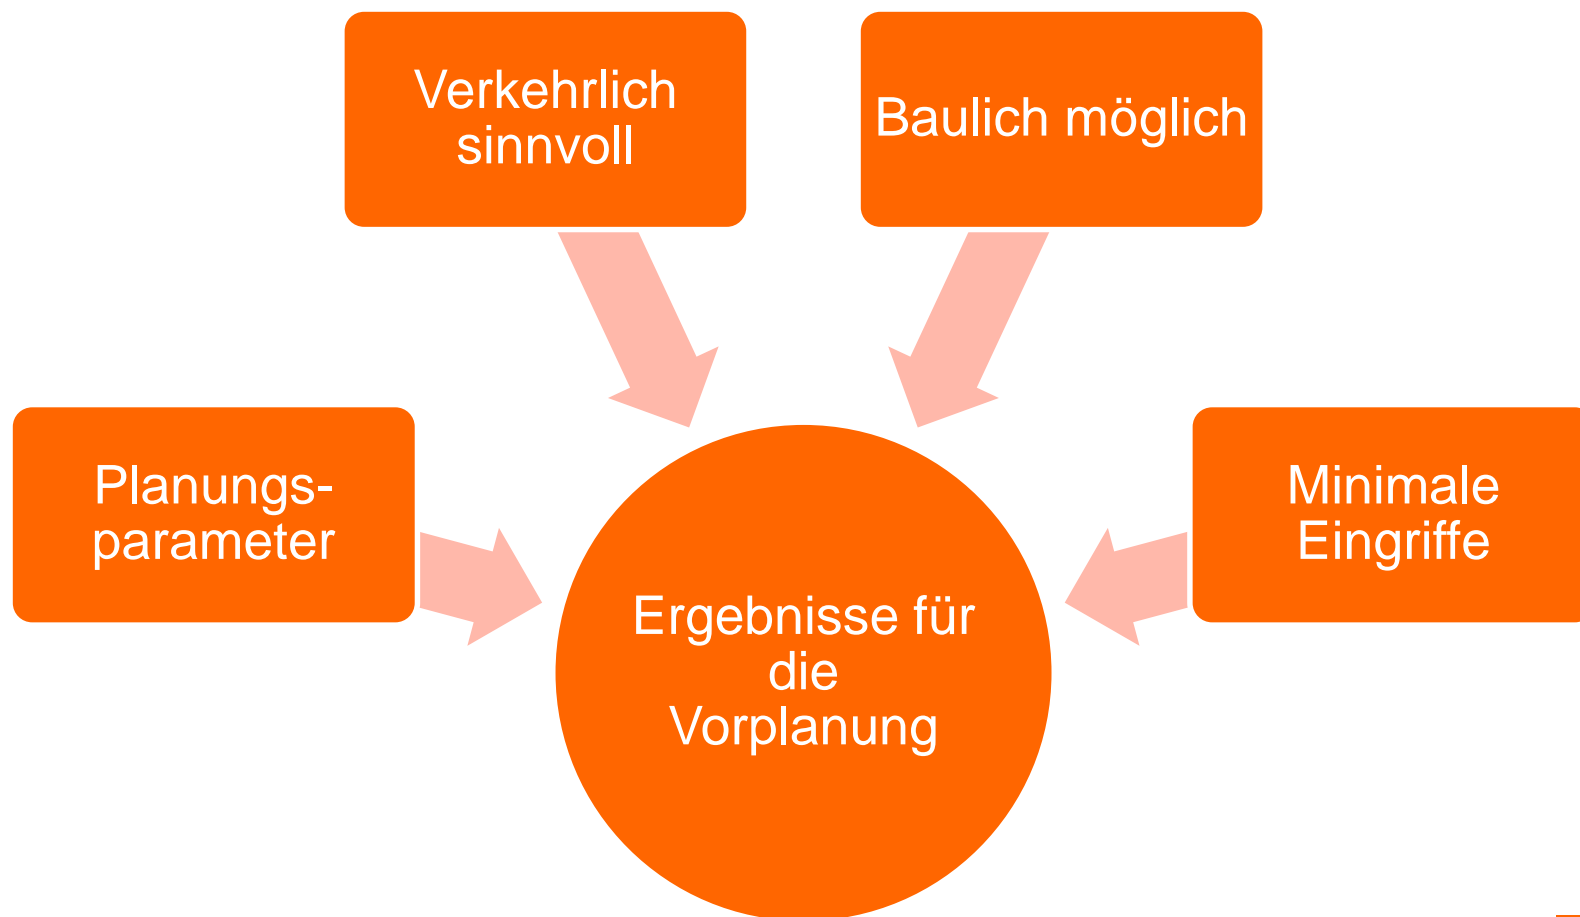 Verkehrlich
sinnvoll
Baulich möglich
Planungs-
parameter
Minimale
Eingriffe
Ergebnisse für
die
Vorplanung